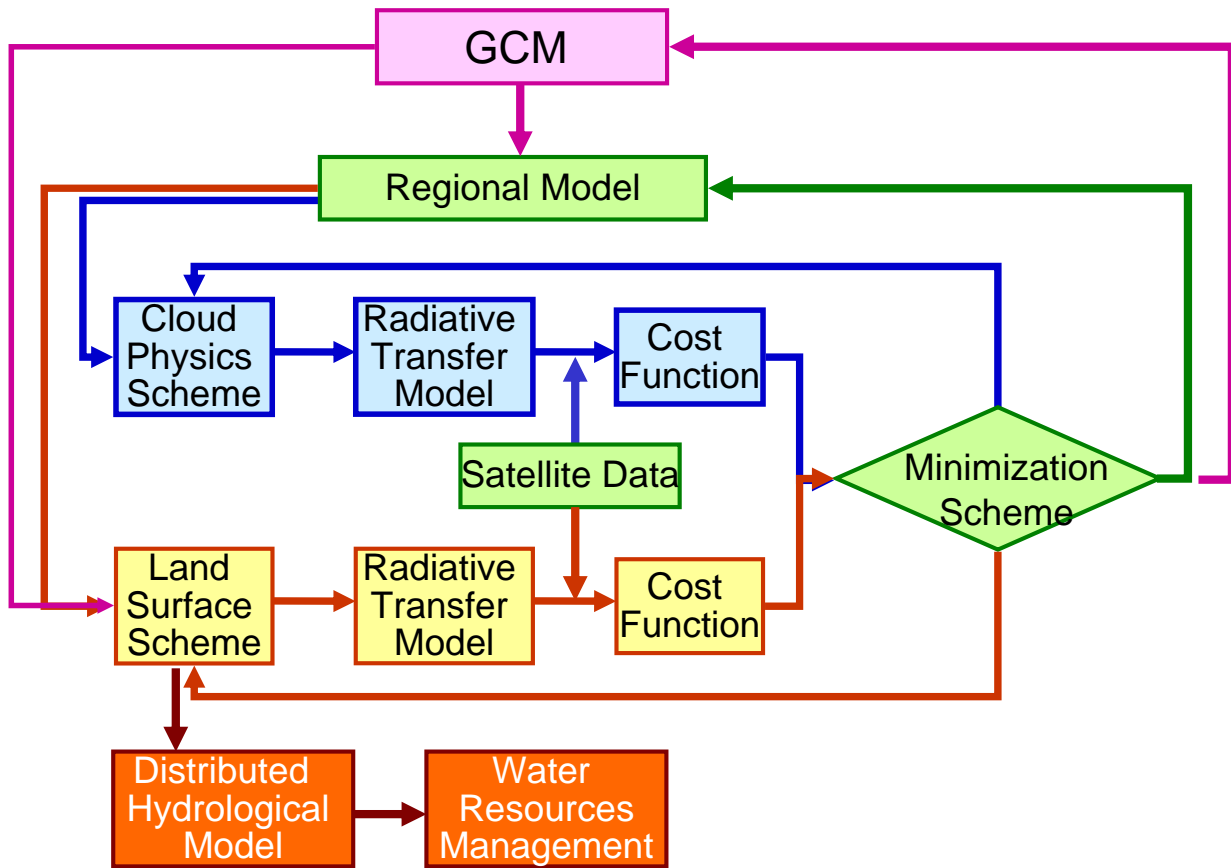 GCM
Regional Model
Cloud
Physics
Scheme
Radiative
Transfer
Model
Cost
Function
Satellite Data
Minimization
Scheme
Land
Surface
Scheme
Radiative
Transfer
Model
Cost
Function
Distributed
Hydrological
Model
Water
Resources
Management